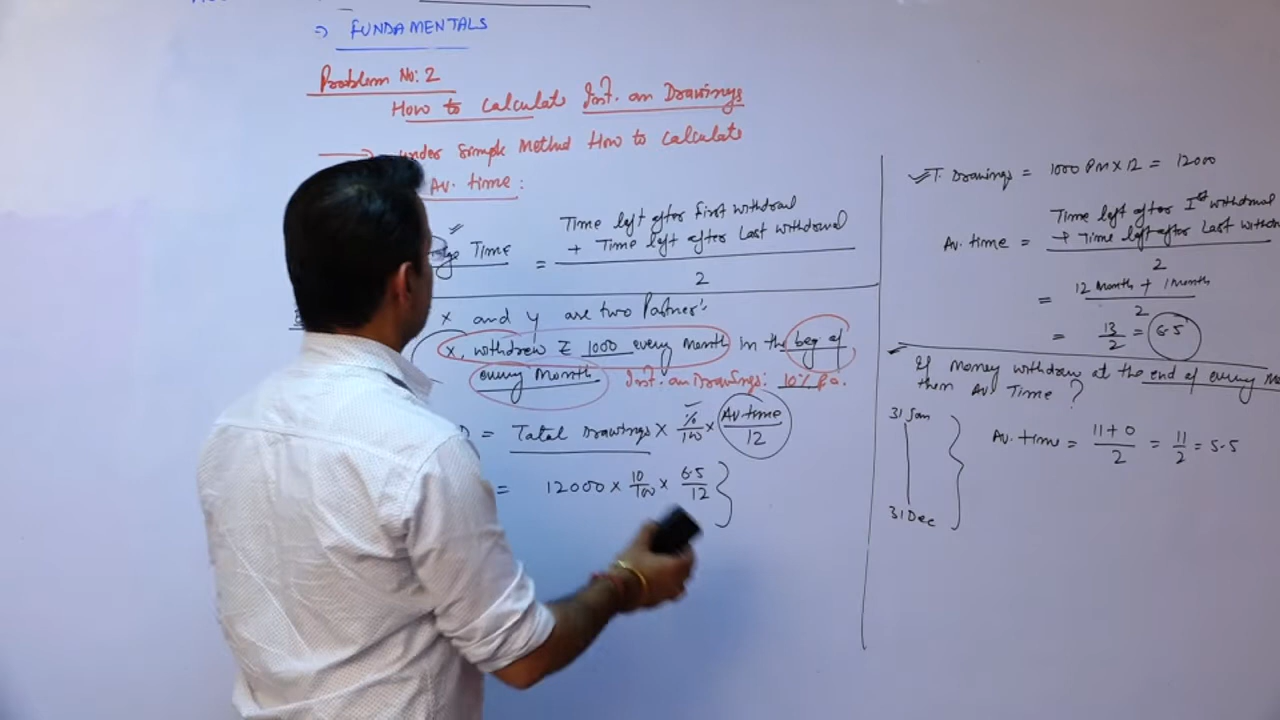 ⇒ FUNDAMENTALS
Problem No: 2
How to calculate Int. on Drawings
→ under Simple Method How to calculate
Av. time :
Time left after First withdrawl
+ Time left after Last withdrawal
Time =
2
x and y are two Partner's
x, withdrew ₹ 1000 every Month in the beg of
every Month Int. on Drawings: 10% p.a.
D = Total Drawings × %/100 × Av time/12
= 12000 × 10/100 × 6.5/12 }
T. Drawings = 1000 PM × 12 = 12000
Time left after Ist withdrawal
Av. time = + Time left after Last
2
= 12 Month + 1 Month
2
= 13/2 = 6.5
If Money withdrew at the end of every
then Av. Time ?
31 Jan
Av. time = 11+0/2 = 11/2 = 5.5
31 Dec